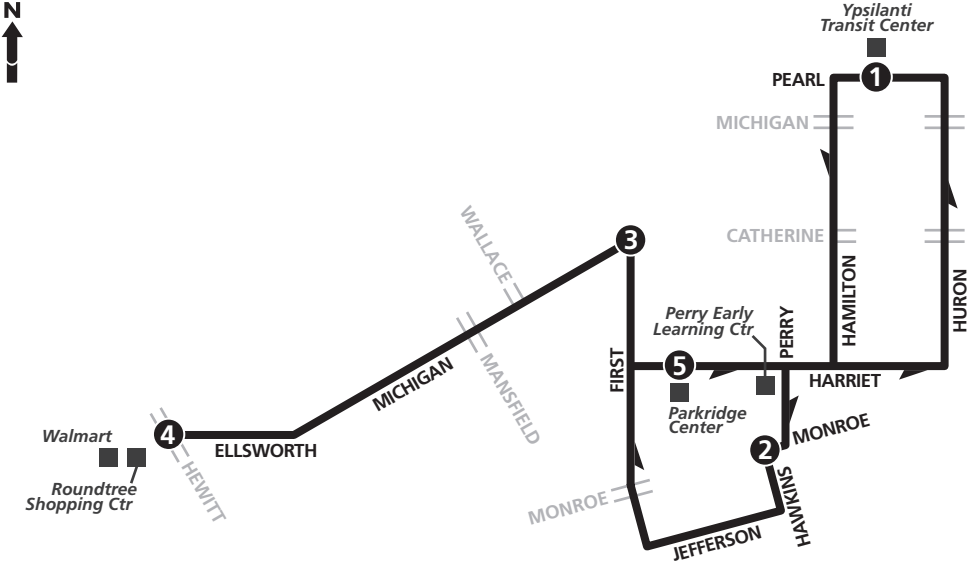 N
Ypsilanti
Transit Center
PEARL
1
MICHIGAN
CATHERINE
HAMILTON
HURON
WALLACE
3
Perry Early
Learning Ctr
PERRY
FIRST
5
HARRIET
MICHIGAN
MANSFIELD
Parkridge
Center
MONROE
2
Walmart
4
ELLSWORTH
HEWITT
Roundtree
Shopping Ctr
MONROE
HAWKINS
JEFFERSON